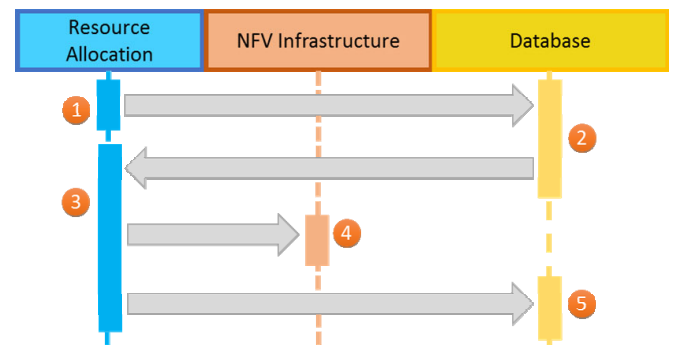 Resource
Allocation
NFV Infrastructure
Database
1
2
3
4
5